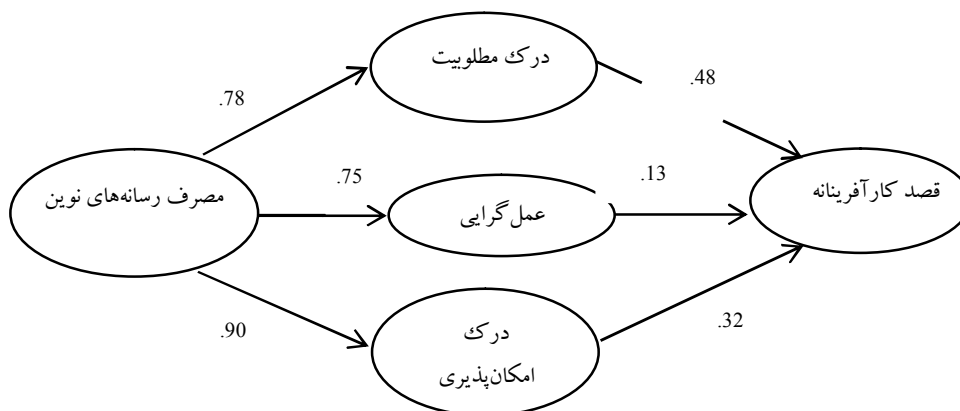 درک مطلوبیت
.48
.78
مصرف رسانه‌های نوین
.75
عمل‌گرایی
.13
قصد کارآفرینانه
.90
درک
امکان‌پذیری
.32